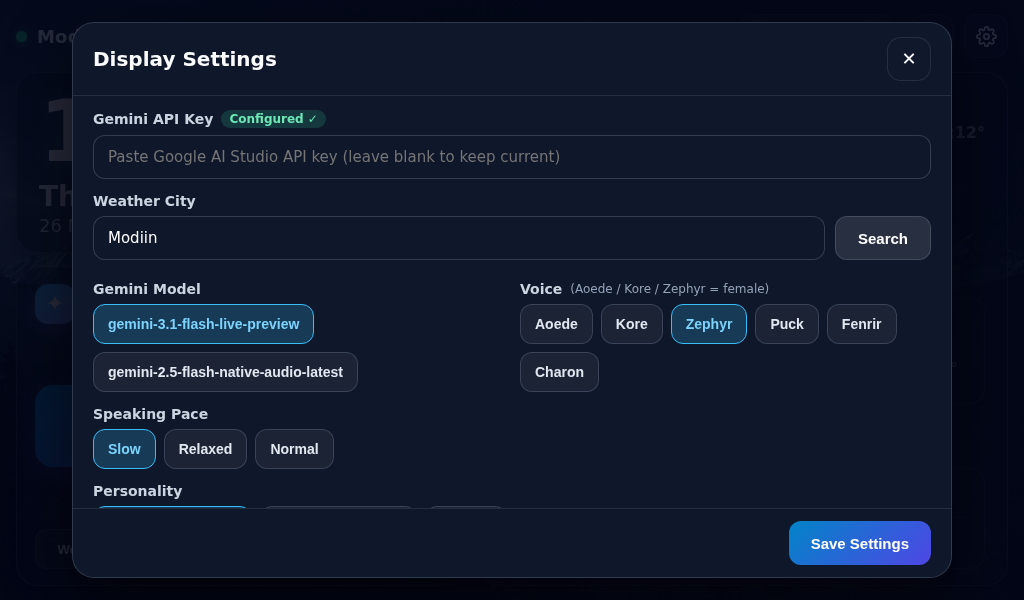 Display Settings
✕
Gemini API Key Configured ✓
Paste Google AI Studio API key (leave blank to keep current)
Weather City
Modiin
Search
Gemini Model
gemini-3.1-flash-live-preview
gemini-2.5-flash-native-audio-latest
Voice (Aoede / Kore / Zephyr = female)
Aoede Kore Zephyr Puck Fenrir
Charon
Speaking Pace
Slow Relaxed Normal
Personality
Save Settings
12°
26